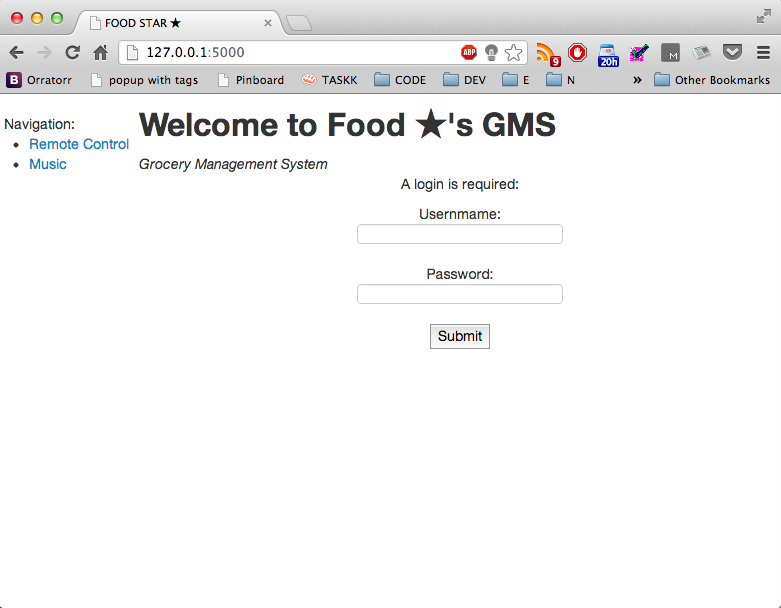 FOOD STAR ★
127.0.0.1:5000
ABP
9
20h
M
B Orratorr popup with tags Pinboard TASKK CODE DEV E N » Other Bookmarks
Navigation:
• Remote Control
• Music
Welcome to Food ★'s GMS
Grocery Management System
A login is required:
Usernmame:
Password:
Submit